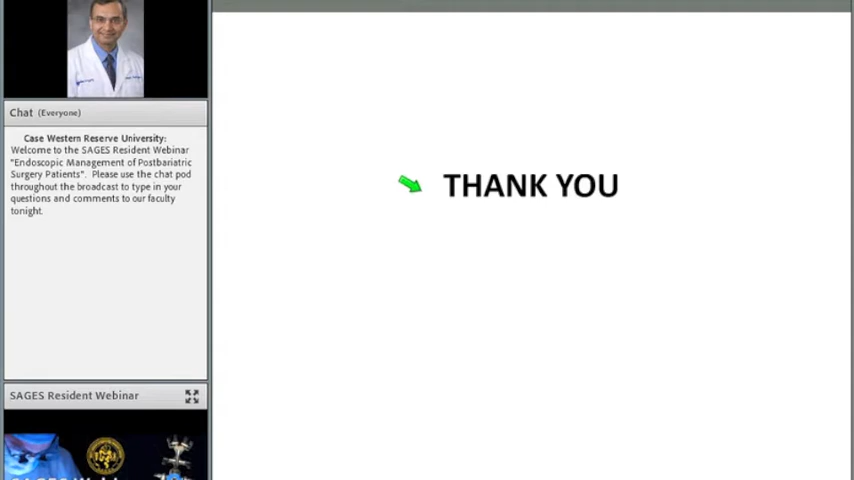 Chat (Everyone)
Case Western Reserve University:
Welcome to the SAGES Resident Webinar
"Endoscopic Management of Postbariatric
Surgery Patients".  Please use the chat pod
throughout the broadcast to type in your
questions and comments to our faculty
tonight.
SAGES Resident Webinar
THANK YOU